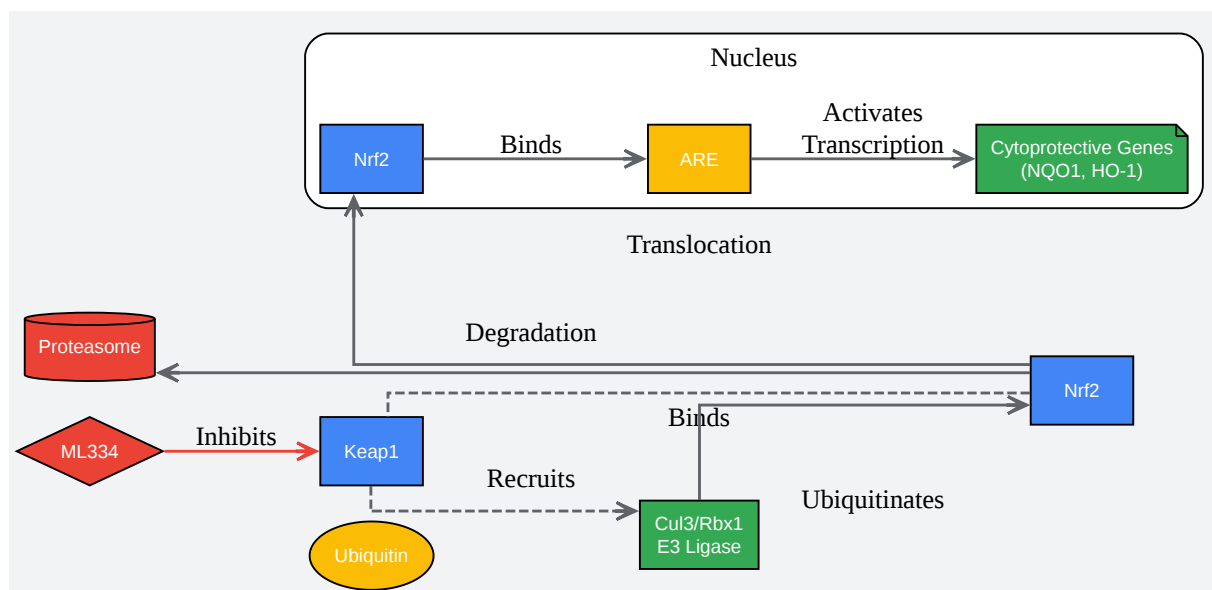 Nucleus
Activates
Transcription
Binds
Nrf2
ARE
Cytoprotective Genes
(NQO1, HO-1)
Translocation
Degradation
Proteasome
Nrf2
Binds
Inhibits
ML334
Keap1
Recruits
Ubiquitinates
Cul3/Rbx1
E3 Ligase
Ubiquitin